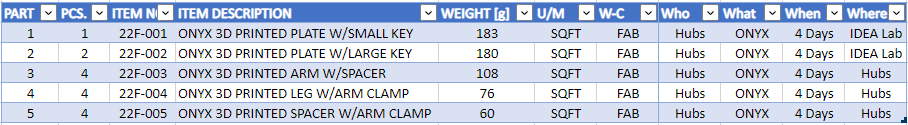 PART PCS. ITEM N ITEM DESCRIPTION WEIGHT [g] U/M W-C Who What When Where
1 1 22F-001 ONYX 3D PRINTED PLATE W/SMALL KEY 183 SQFT FAB Hubs ONYX 4 Days IDEA Lab
2 2 22F-002 ONYX 3D PRINTED PLATE W/LARGE KEY 180 SQFT FAB Hubs ONYX 4 Days IDEA Lab
3 4 22F-003 ONYX 3D PRINTED ARM W/SPACER 108 SQFT FAB Hubs ONYX 4 Days Hubs
4 4 22F-004 ONYX 3D PRINTED LEG W/ARM CLAMP 76 SQFT FAB Hubs ONYX 4 Days Hubs
5 4 22F-005 ONYX 3D PRINTED SPACER W/ARM CLAMP 60 SQFT FAB Hubs ONYX 4 Days Hubs